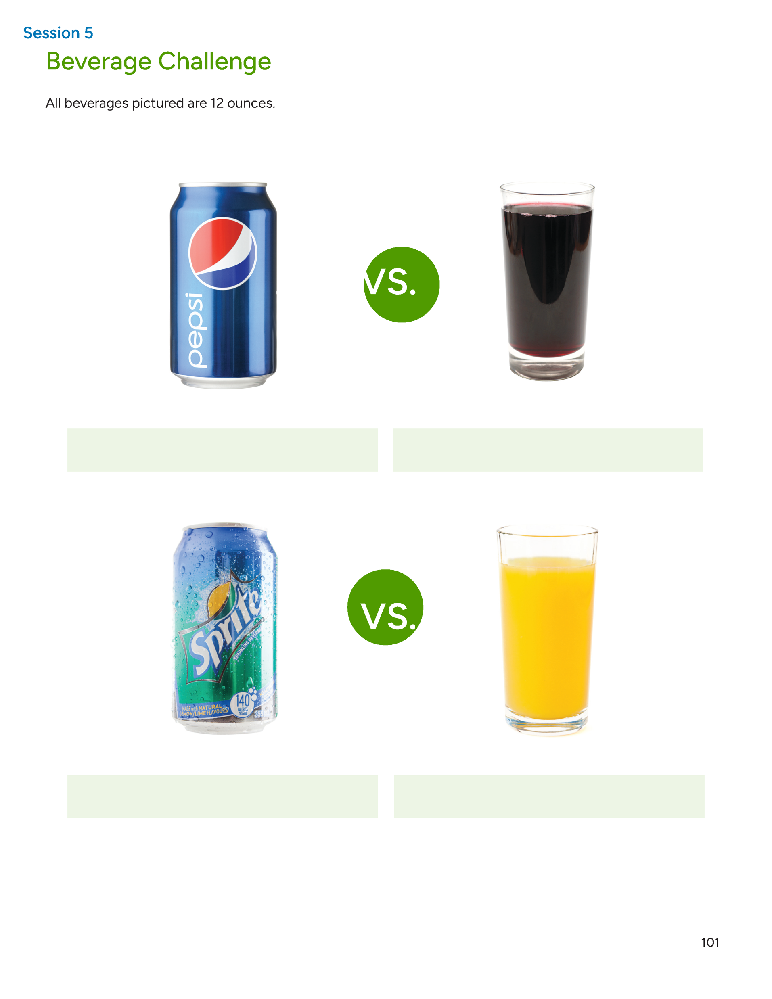 Session 5
Beverage Challenge
All beverages pictured are 12 ounces.
pepsi
vs.
Sprite
SPARKLING BEVERAGE
140
CALORIES
/355mL
MADE with NATURAL
LEMON/LIME FLAVOURS
vs.
101